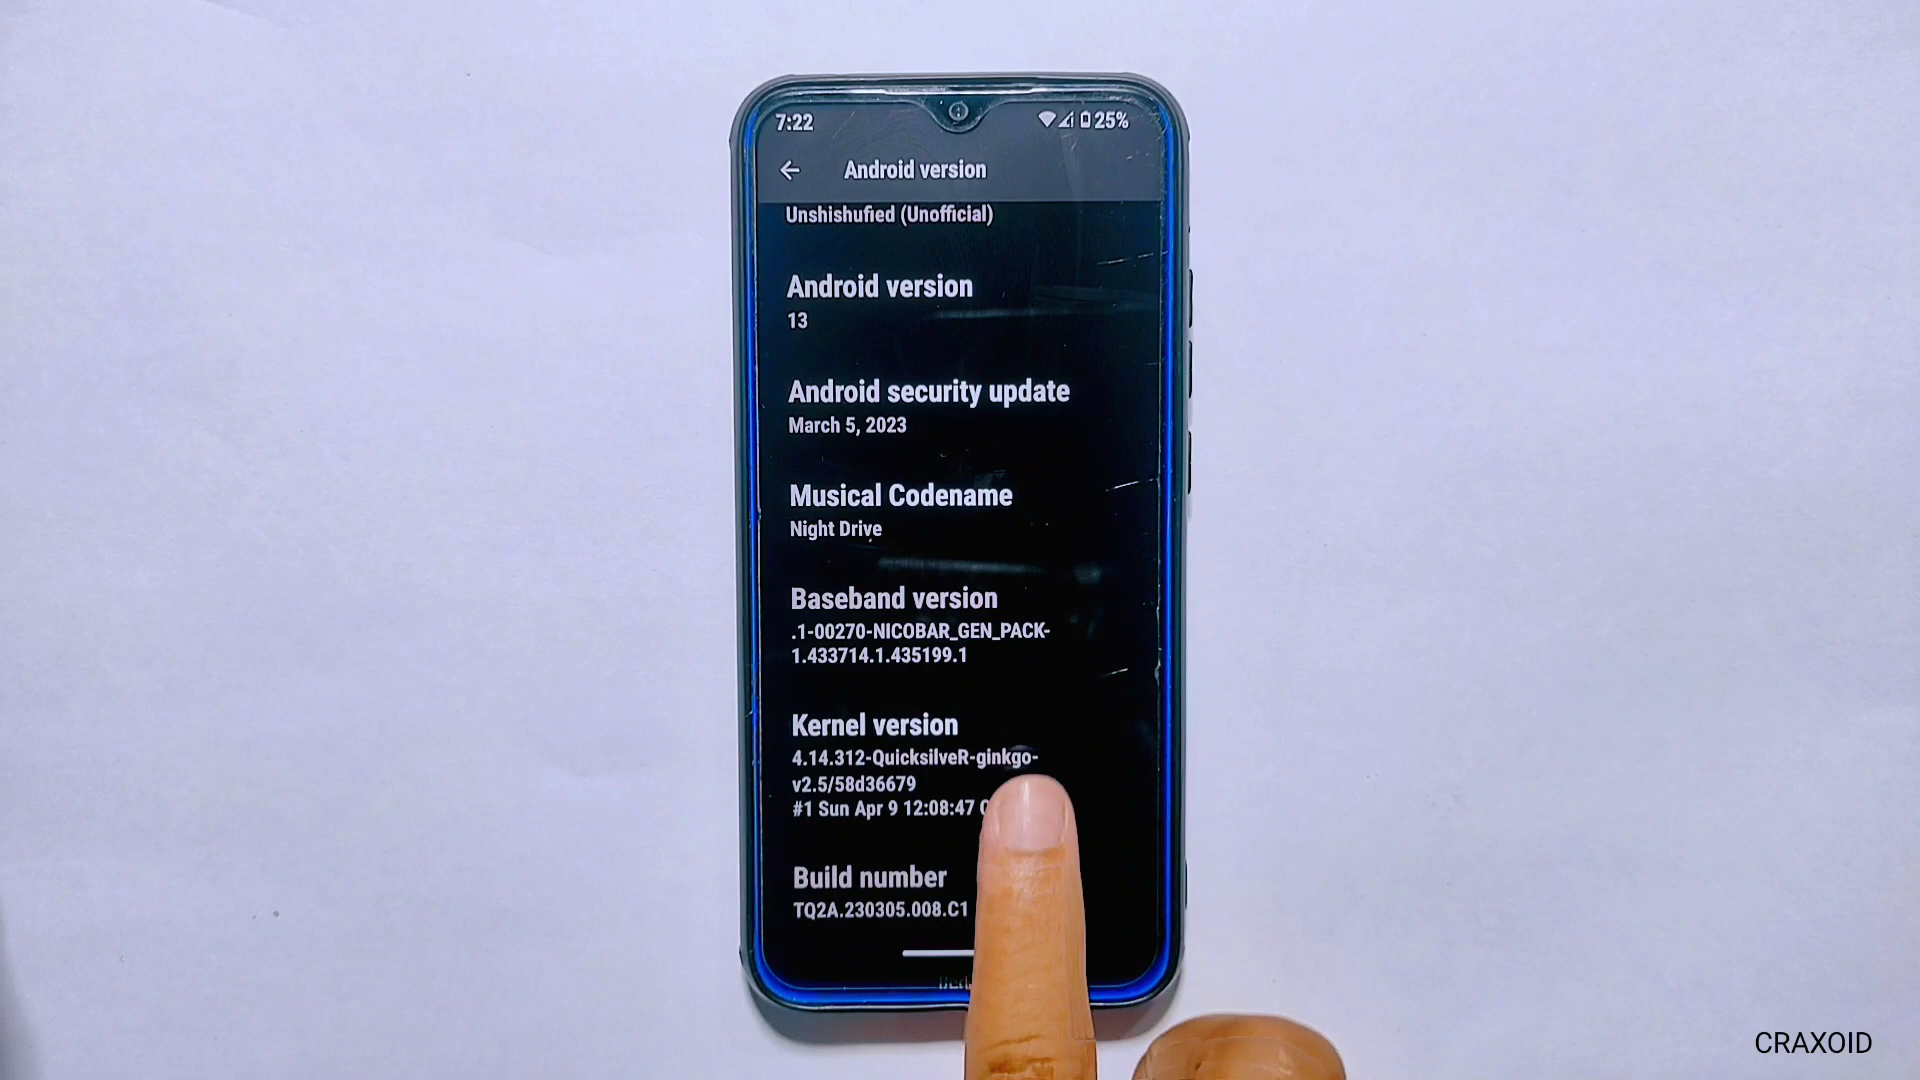 7:22
25%
Android version
Unshishufied (Unofficial)
Android version
13
Android security update
March 5, 2023
Musical Codename
Night Drive
Baseband version
.1-00270-NICOBAR_GEN_PACK-
1.433714.1.435199.1
Kernel version
4.14.312-QuicksilveR-ginkgo-
v2.5/58d36679
#1 Sun Apr 9 12:08:47
Build number
TQ2A.230305.008.C1
CRAXOID